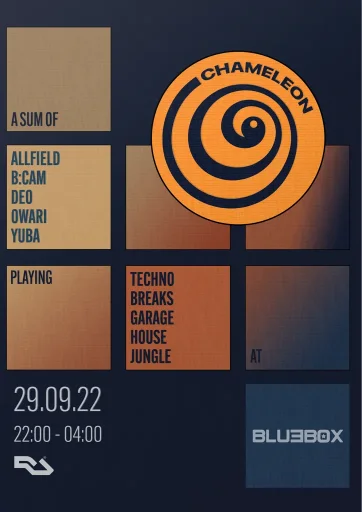 CHAMELEON
A SUM OF
ALLFIELD
B:CAM
DEO
OWARI
YUBA
PLAYING
TECHNO
BREAKS
GARAGE
HOUSE
JUNGLE
AT
29.09.22
22:00 - 04:00
BLUEBOX